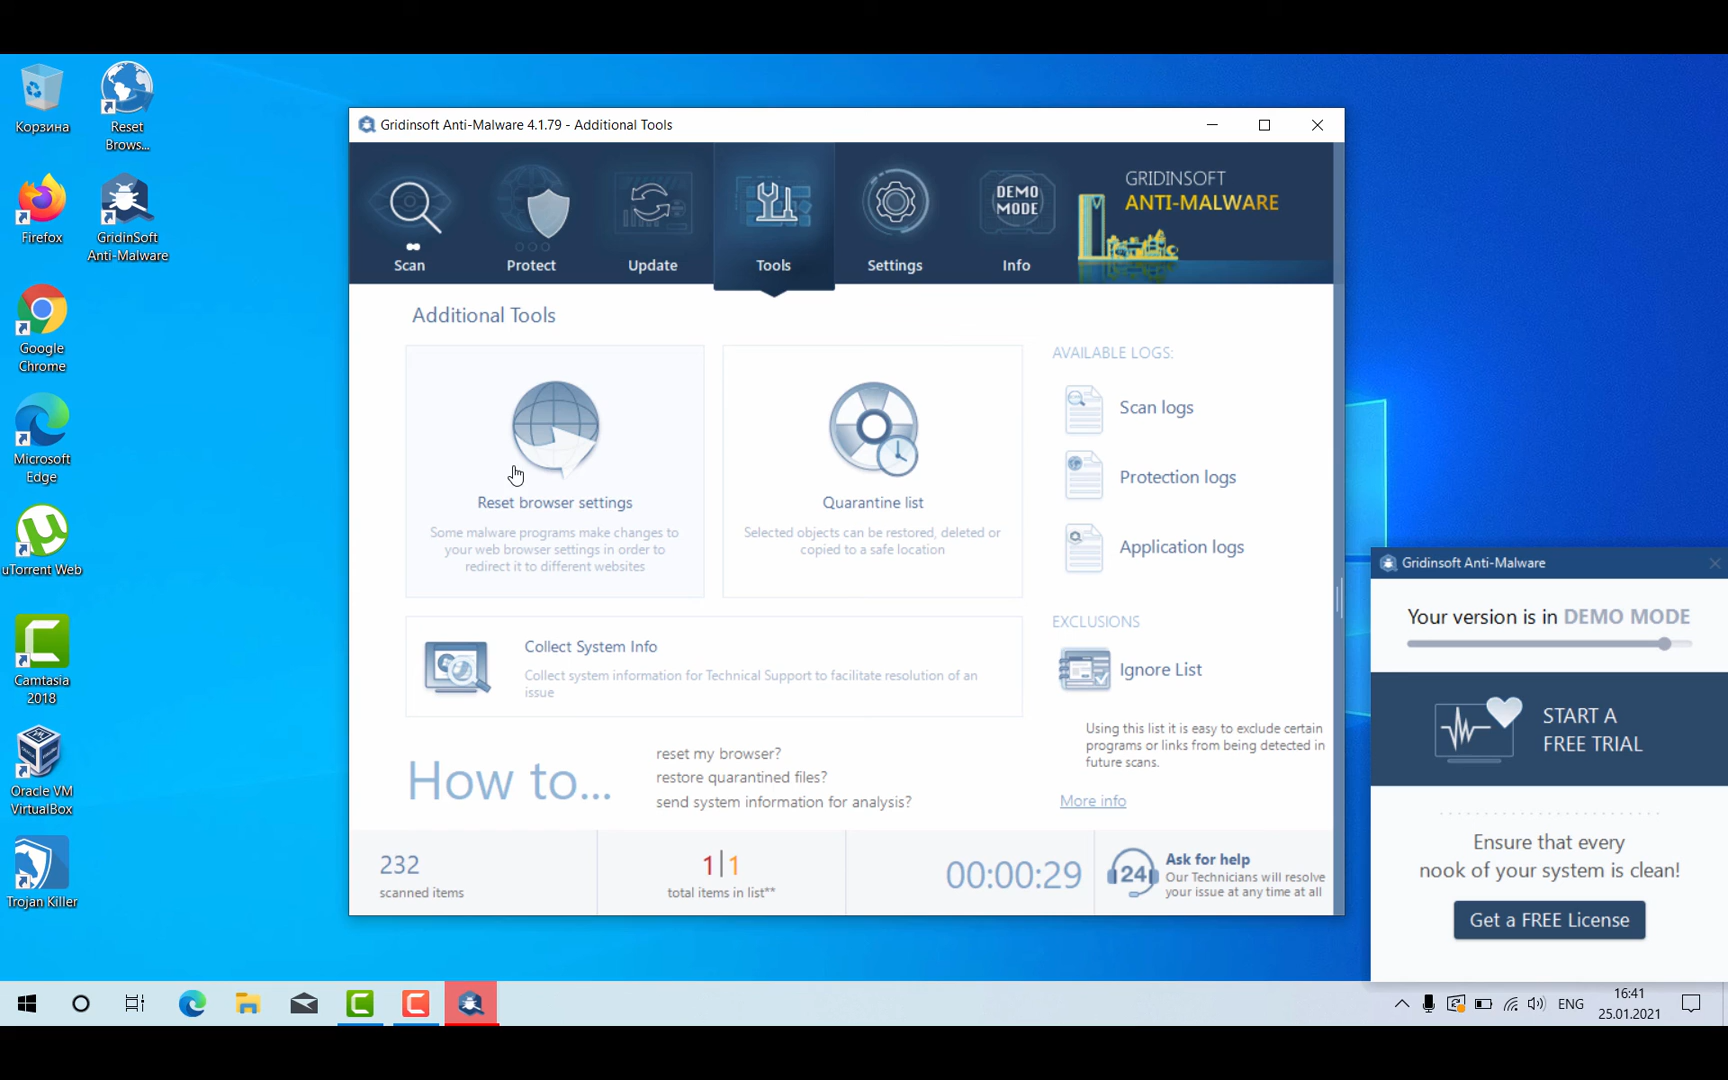 Корзина
Reset
Brows...
Firefox
GridinSoft
Anti-Malware
Google
Chrome
Microsoft
Edge
uTorrent Web
Camtasia
2018
Oracle VM
VirtualBox
Trojan Killer
Gridinsoft Anti-Malware 4.1.79 - Additional Tools
Scan
Protect
Update
Tools
Settings
DEMO
MODE
Info
GRIDINSOFT
ANTI-MALWARE
Additional Tools
Reset browser settings
Some malware programs make changes to
your web browser settings in order to
redirect it to different websites
Quarantine list
Selected objects can be restored, deleted or
copied to a safe location
Collect System Info
Collect system information for Technical Support to facilitate resolution of an
issue
How to...
reset my browser?
restore quarantined files?
send system information for analysis?
AVAILABLE LOGS:
Scan logs
Protection logs
Application logs
EXCLUSIONS
Ignore List
Using this list it is easy to exclude certain
programs or links from being detected in
future scans.
More info
232
scanned items
1|1
total items in list**
00:00:29
24
Ask for help
Our Technicians will resolve
your issue at any time at all
Gridinsoft Anti-Malware
Your version is in DEMO MODE
START A
FREE TRIAL
Ensure that every
nook of your system is clean!
Get a FREE License
ENG
16:41
25.01.2021